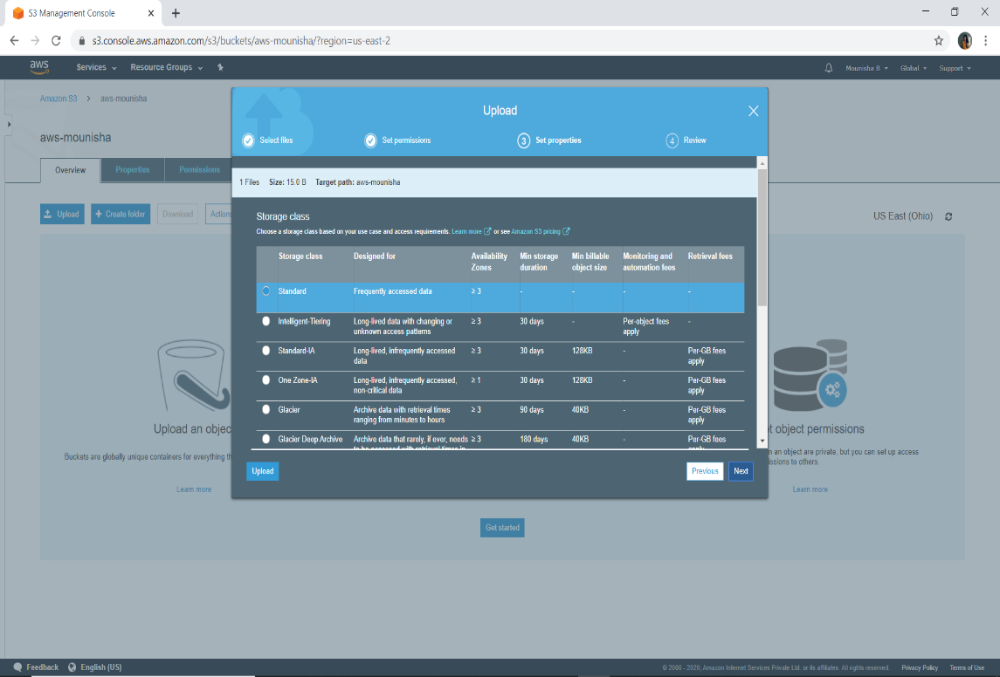 S3 Management Console
s3.console.aws.amazon.com/s3/buckets/aws-mounisha/?region=us-east-2
aws
Services
Resource Groups
Mounisha B
Global
Support
Amazon S3 > aws-mounisha
aws-mounisha
Overview
Properties
Permissions
Upload
+ Create folder
Download
Actions
US East (Ohio)
Upload
Select files
Set permissions
3 Set properties
4 Review
1 Files Size: 15.0 B Target path: aws-mounisha
Storage class
Choose a storage class based on your use case and access requirements. Learn more or see Amazon S3 pricing
Storage class Designed for Availability Zones Min storage duration Min billable object size Monitoring and automation fees Retrieval fees
Standard Frequently accessed data ≥ 3 - - - -
Intelligent-Tiering Long-lived data with changing or unknown access patterns ≥ 3 30 days - Per-object fees apply -
Standard-IA Long-lived, infrequently accessed data ≥ 3 30 days 128KB - Per-GB fees apply
One Zone-IA Long-lived, infrequently accessed, non-critical data ≥ 1 30 days 128KB - Per-GB fees apply
Glacier Archive data with retrieval times ranging from minutes to hours ≥ 3 90 days 40KB - Per-GB fees apply
Glacier Deep Archive Archive data that rarely, if ever, needs to be accessed with retrieval times in ≥ 3 180 days 40KB - Per-GB fees apply
Upload
Previous
Next
Upload an objec
Buckets are globally unique containers for everything th
Learn more
t object permissions
n an object are private, but you can set up access
issions to others.
Learn more
Get started
Feedback
English (US)
© 2008 - 2020, Amazon Internet Services Private Ltd. or its affiliates. All rights reserved.
Privacy Policy
Terms of Use